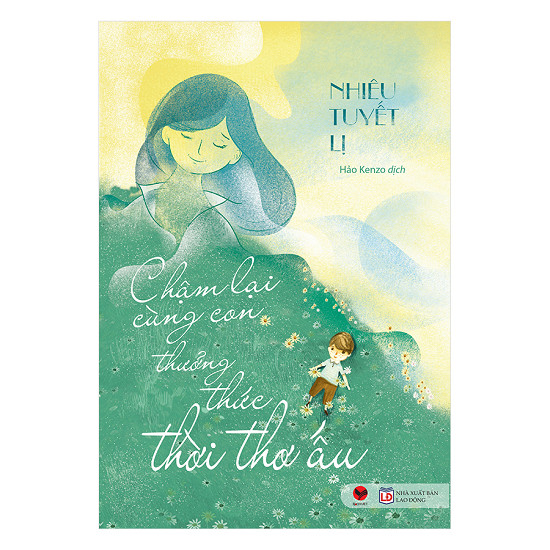 NHIÊU
TUYẾT
LỊ
Hảo Kenzo dịch
Chậm lại
cùng con
thưởng
thức
thời thơ ấu
LĐ
NHÀ XUẤT BẢN
LAO ĐỘNG